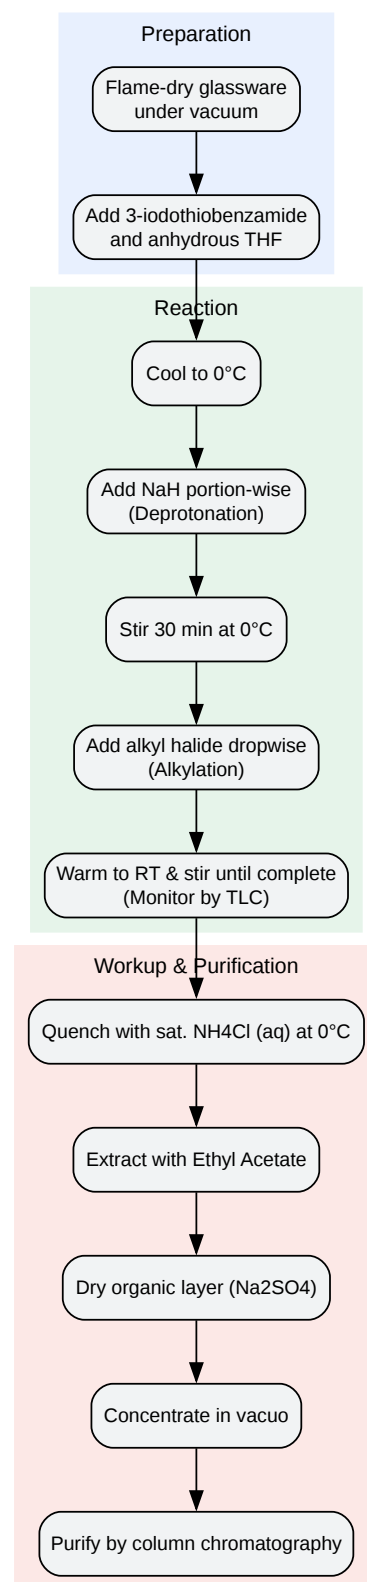 Preparation
Flame-dry glassware
under vacuum
Add 3-iodothiobenzamide
and anhydrous THF
Reaction
Cool to 0°C
Add NaH portion-wise
(Deprotonation)
Stir 30 min at 0°C
Add alkyl halide dropwise
(Alkylation)
Warm to RT & stir until complete
(Monitor by TLC)
Workup & Purification
Quench with sat. NH4Cl (aq) at 0°C
Extract with Ethyl Acetate
Dry organic layer (Na2SO4)
Concentrate in vacuo
Purify by column chromatography